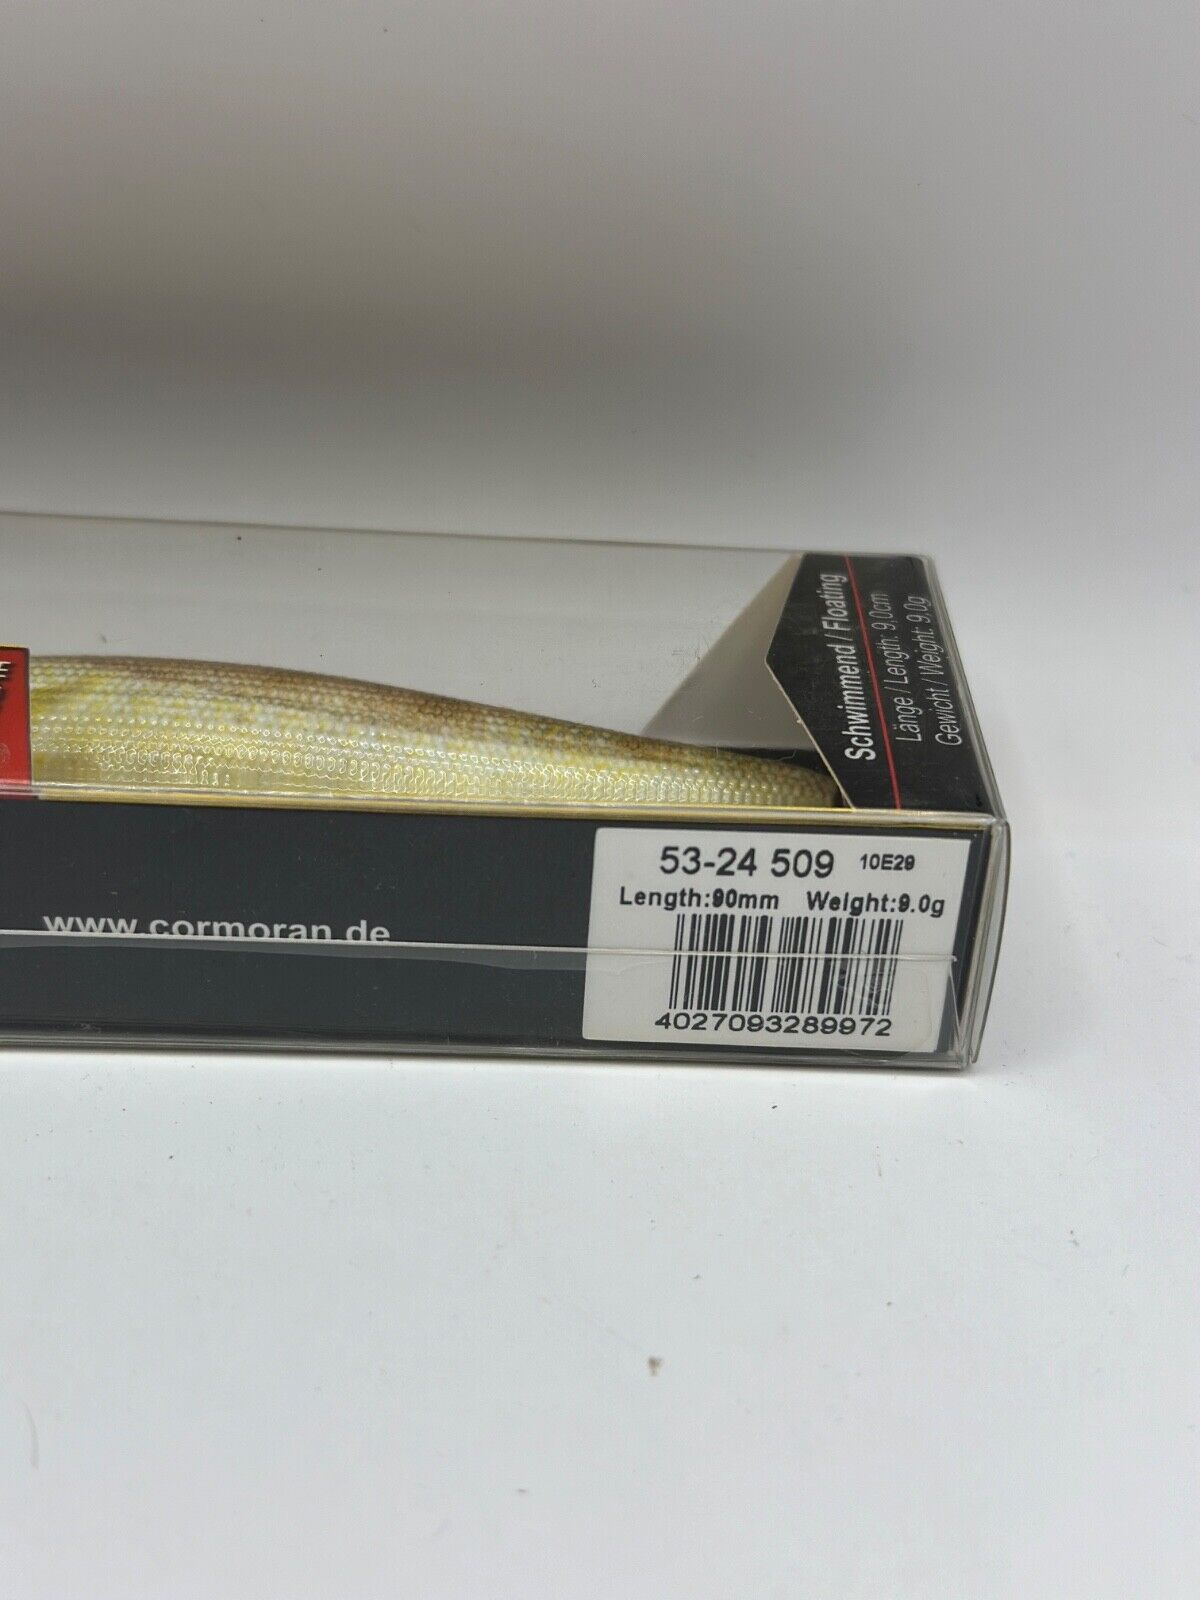 Schwimmend / Floating
Länge / Length: 9,0cm
Gewicht / Weight: 9,0g
53-24 509 10E29
Length:90mm Weight:9.0g
www.cormoran.de
4027093289972